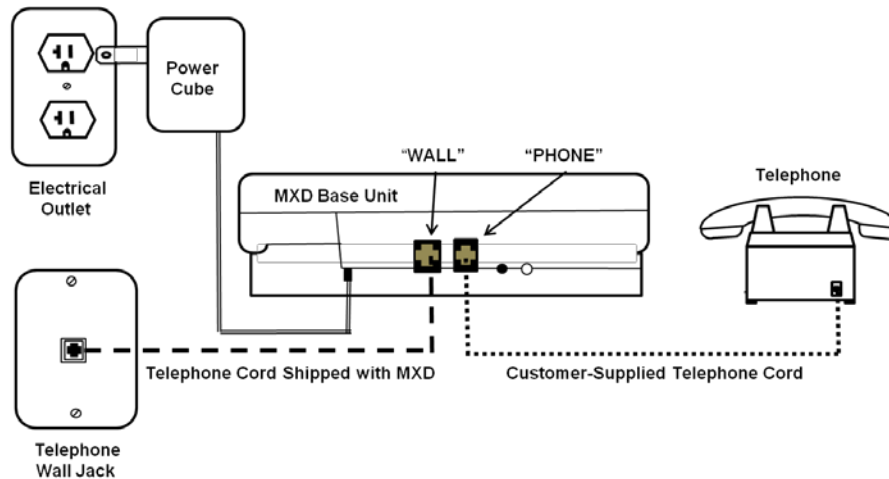 Power
Cube
"WALL"
"PHONE"
Telephone
Electrical
Outlet
MXD Base Unit
Telephone Cord Shipped with MXD
Customer-Supplied Telephone Cord
Telephone
Wall Jack